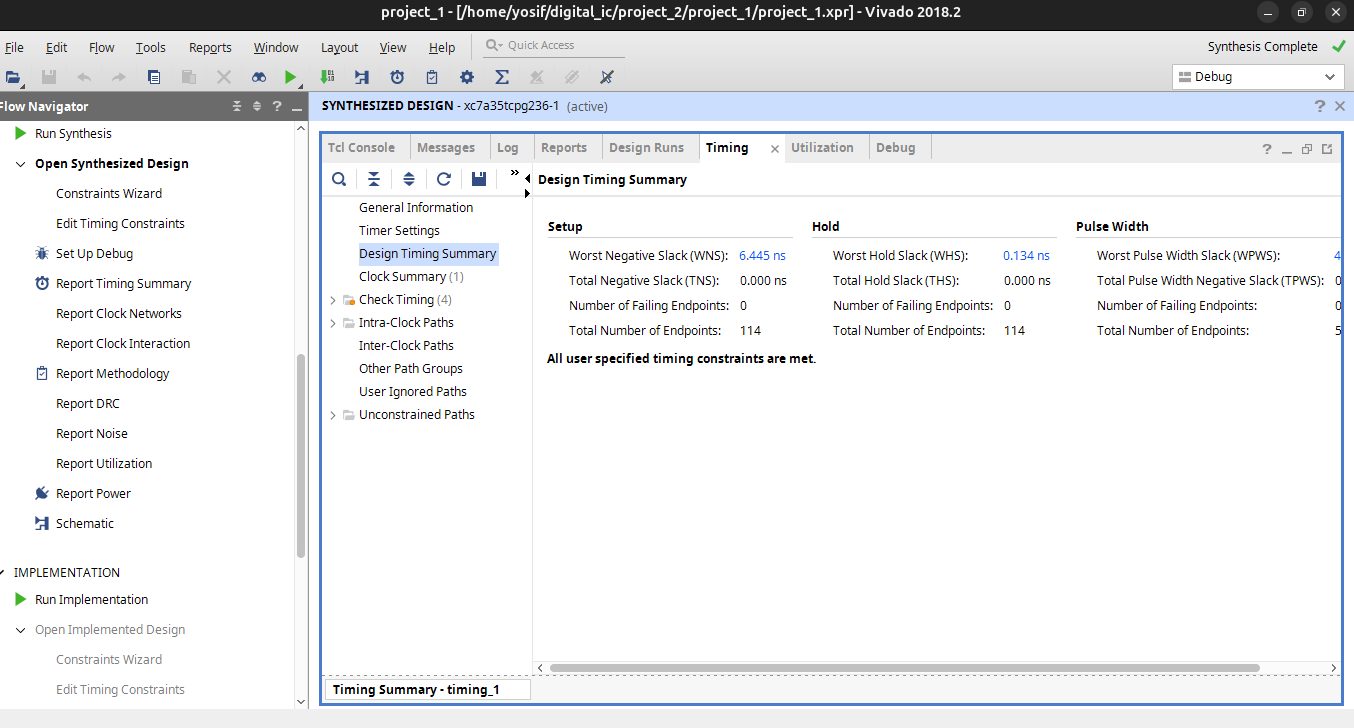 project_1 - [/home/yosif/digital_ic/project_2/project_1/project_1.xpr] - Vivado 2018.2
File Edit Flow Tools Reports Window Layout View Help Quick Access
Synthesis Complete
Debug
Flow Navigator
SYNTHESIZED DESIGN - xc7a35tcpg236-1 (active)
Run Synthesis
Open Synthesized Design
Constraints Wizard
Edit Timing Constraints
Set Up Debug
Report Timing Summary
Report Clock Networks
Report Clock Interaction
Report Methodology
Report DRC
Report Noise
Report Utilization
Report Power
Schematic
IMPLEMENTATION
Run Implementation
Open Implemented Design
Constraints Wizard
Edit Timing Constraints
Tcl Console Messages Log Reports Design Runs Timing Utilization Debug
Design Timing Summary
General Information
Timer Settings
Design Timing Summary
Clock Summary (1)
Check Timing (4)
Intra-Clock Paths
Inter-Clock Paths
Other Path Groups
User Ignored Paths
Unconstrained Paths
Setup
Worst Negative Slack (WNS): 6.445 ns
Total Negative Slack (TNS): 0.000 ns
Number of Failing Endpoints: 0
Total Number of Endpoints: 114
Hold
Worst Hold Slack (WHS): 0.134 ns
Total Hold Slack (THS): 0.000 ns
Number of Failing Endpoints: 0
Total Number of Endpoints: 114
Pulse Width
Worst Pulse Width Slack (WPWS): 4
Total Pulse Width Negative Slack (TPWS): 0
Number of Failing Endpoints: 0
Total Number of Endpoints: 5
All user specified timing constraints are met.
Timing Summary - timing_1